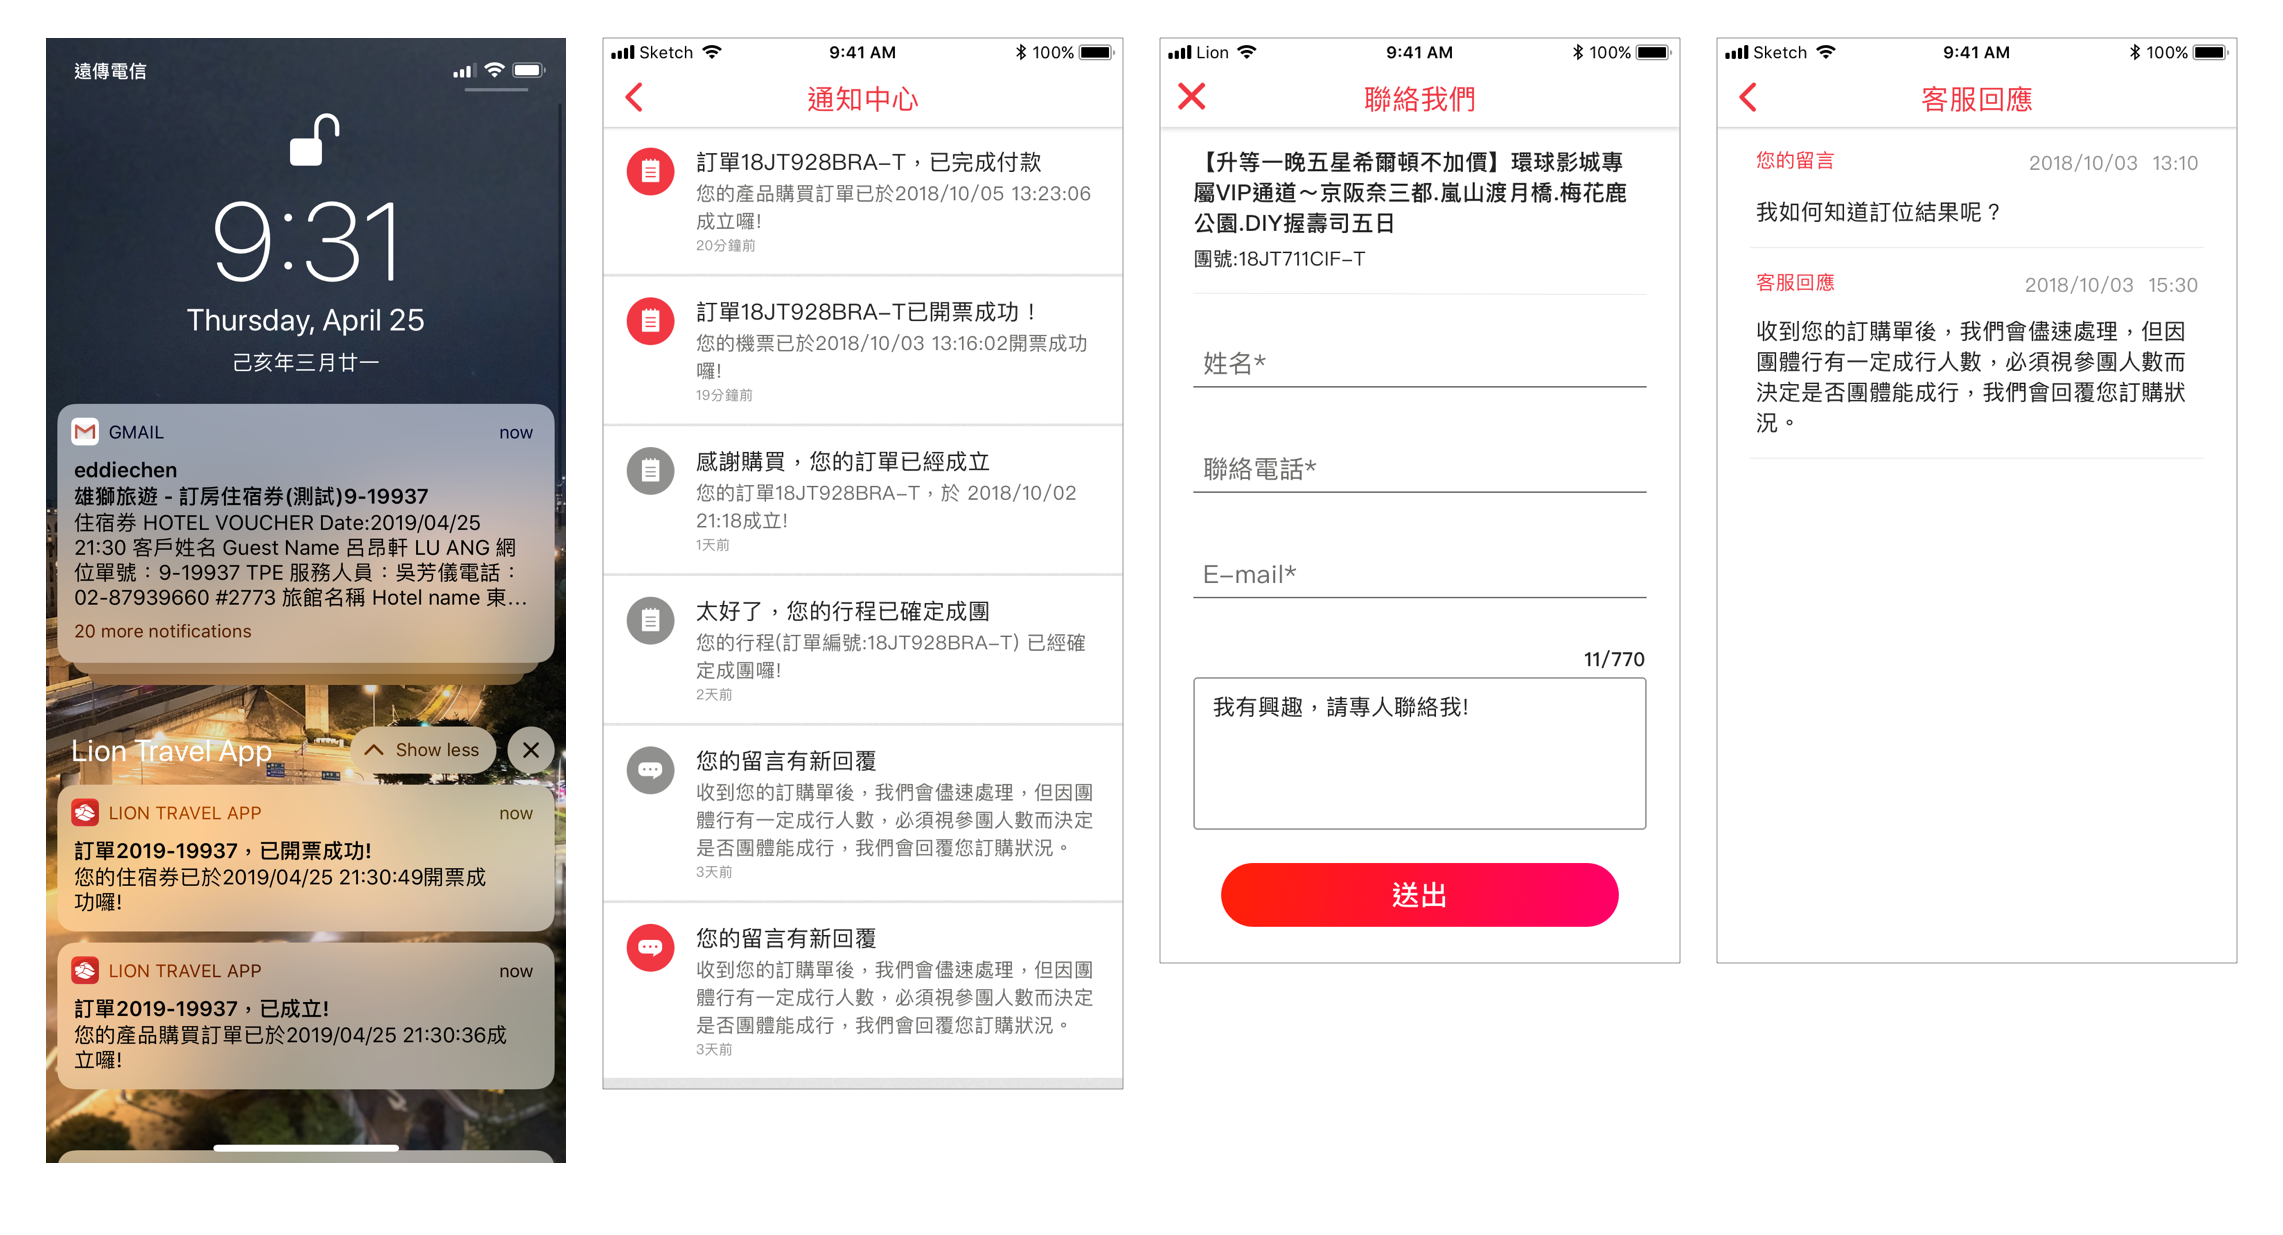 遠傳電信
9:31
Thursday, April 25
己亥年三月廿一
GMAIL
now
eddiechen
雄獅旅遊 - 訂房住宿券(測試)9-19937
住宿券 HOTEL VOUCHER Date:2019/04/25
21:30 客戶姓名 Guest Name 呂昂軒 LU ANG 網
位單號：9-19937 TPE 服務人員：吳芳儀電話：
02-87939660 #2773 旅館名稱 Hotel name 東…
20 more notifications
Lion Travel App
Show less
LION TRAVEL APP
now
訂單2019-19937，已開票成功!
您的住宿券已於2019/04/25 21:30:49開票成
功囉!
LION TRAVEL APP
now
訂單2019-19937，已成立!
您的產品購買訂單已於2019/04/25 21:30:36成
立囉!
Sketch
9:41 AM
100%
通知中心
訂單18JT928BRA-T，已完成付款
您的產品購買訂單已於2018/10/05 13:23:06
成立囉!
20分鐘前
訂單18JT928BRA-T已開票成功！
您的機票已於2018/10/03 13:16:02開票成功
囉!
19分鐘前
感謝購買，您的訂單已經成立
您的訂單18JT928BRA-T，於 2018/10/02
21:18成立!
1天前
太好了，您的行程已確定成團
您的行程(訂單編號:18JT928BRA-T) 已經確
定成團囉!
2天前
您的留言有新回覆
收到您的訂購單後，我們會儘速處理，但因團
體行有一定成行人數，必須視參團人數而決定
是否團體能成行，我們會回覆您訂購狀況。
3天前
您的留言有新回覆
收到您的訂購單後，我們會儘速處理，但因團
體行有一定成行人數，必須視參團人數而決定
是否團體能成行，我們會回覆您訂購狀況。
3天前
Lion
9:41 AM
100%
聯絡我們
【升等一晚五星希爾頓不加價】環球影城專
屬VIP通道～京阪奈三都.嵐山渡月橋.梅花鹿
公園.DIY握壽司五日
團號:18JT711CIF-T
姓名*
聯絡電話*
E-mail*
11/770
我有興趣，請專人聯絡我!
送出
Sketch
9:41 AM
100%
客服回應
您的留言
2018/10/03 13:10
我如何知道訂位結果呢？
客服回應
2018/10/03 15:30
收到您的訂購單後，我們會儘速處理，但因
團體行有一定成行人數，必須視參團人數而
決定是否團體能成行，我們會回覆您訂購狀
況。